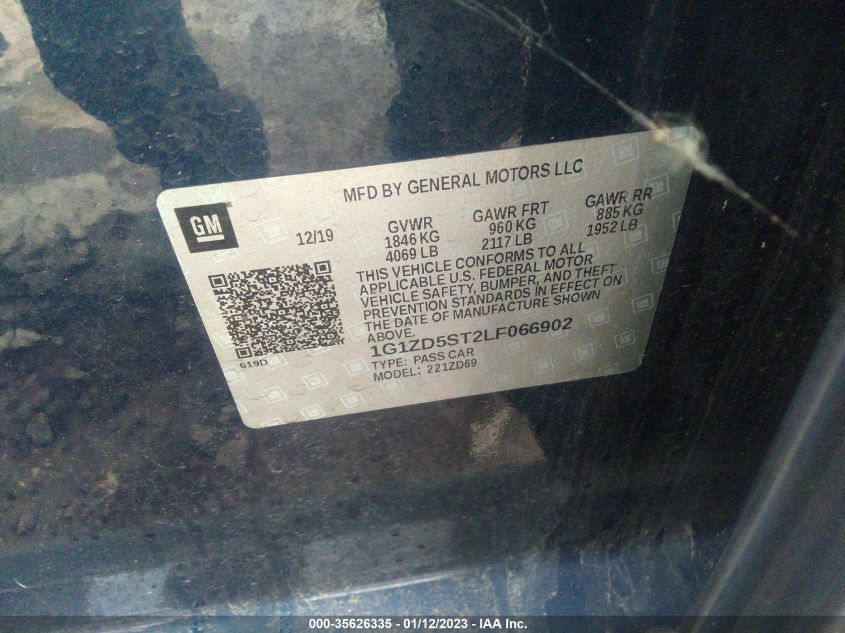 MFD BY GENERAL MOTORS LLC
GM
12/19
GVWR
1846 KG
4069 LB
GAWR FRT
960 KG
2117 LB
GAWR RR
885 KG
1952 LB
THIS VEHICLE CONFORMS TO ALL
APPLICABLE U.S. FEDERAL MOTOR
VEHICLE SAFETY, BUMPER, AND THEFT
PREVENTION STANDARDS IN EFFECT ON
THE DATE OF MANUFACTURE SHOWN
ABOVE.
619D
1G1ZD5ST2LF066902
TYPE: PASS CAR
MODEL: 221ZD69
000-35626335 - 01/12/2023 - IAA Inc.